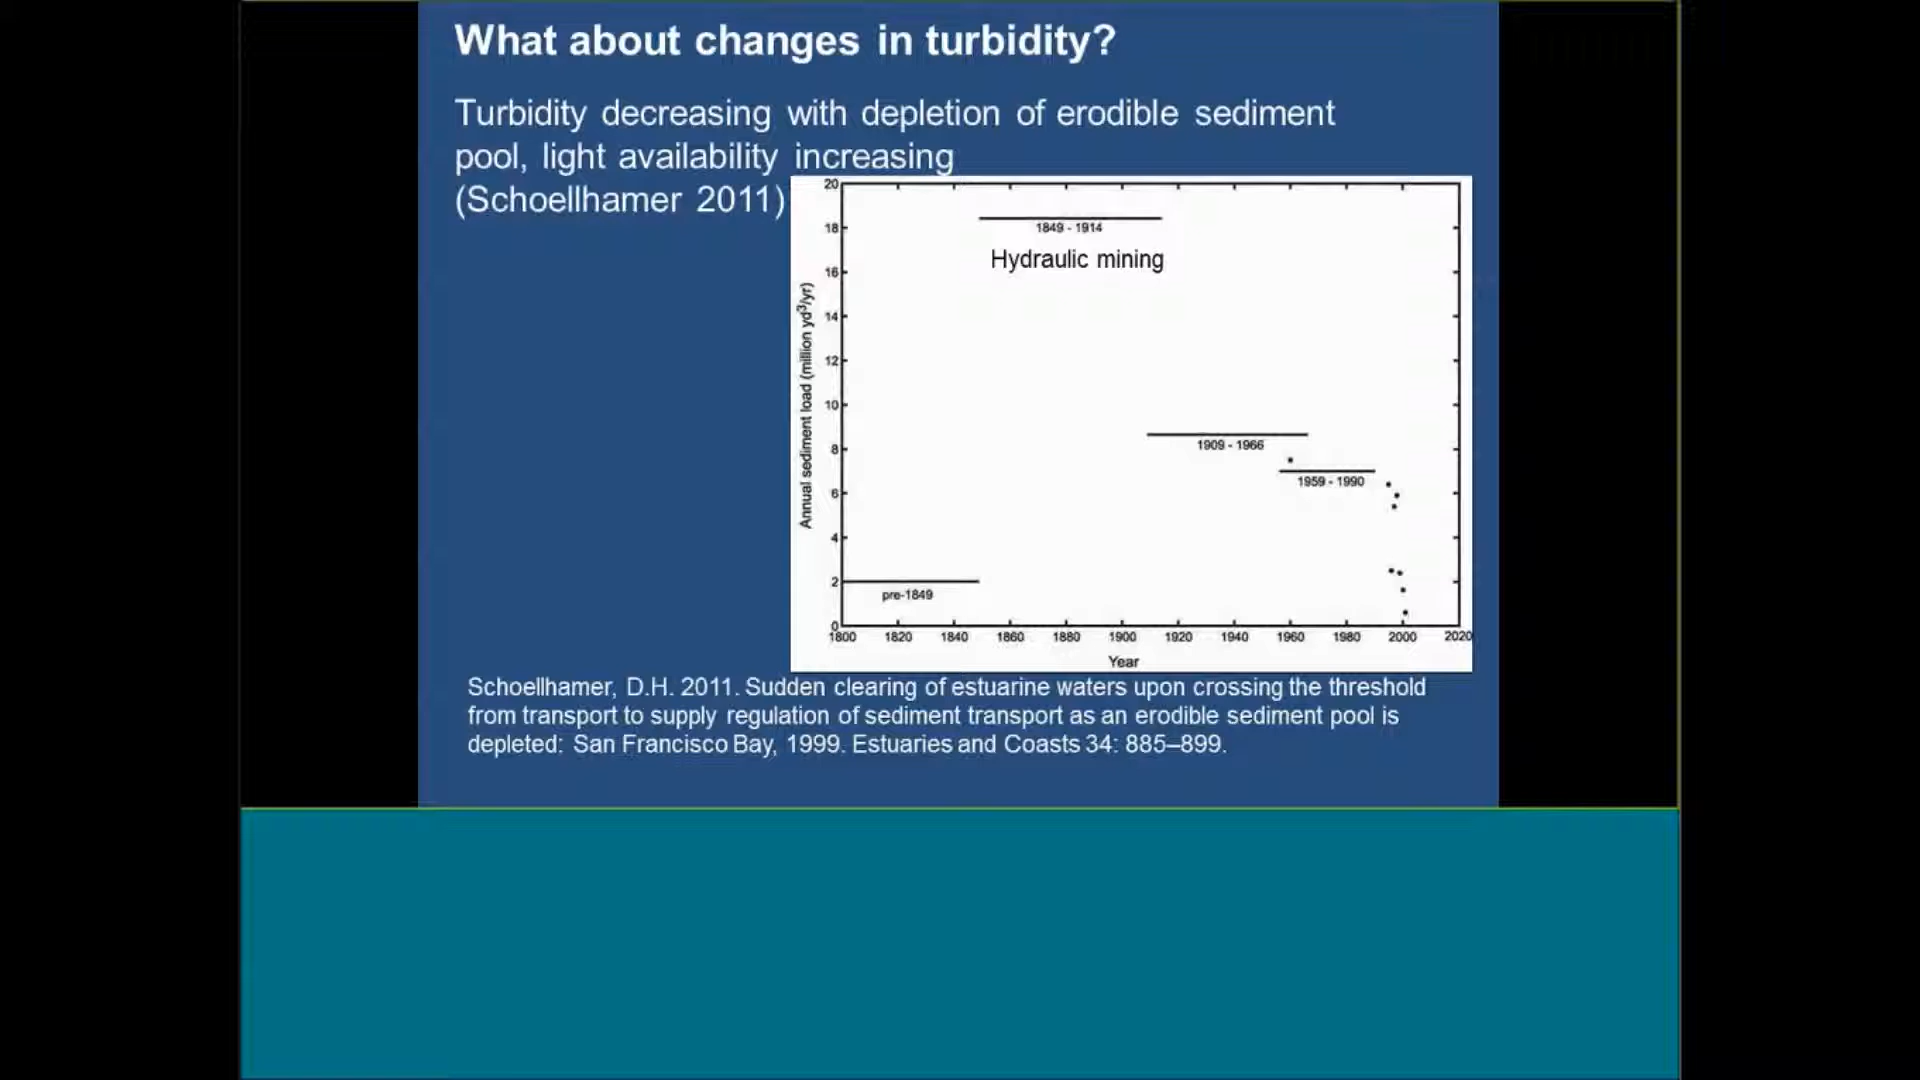 What about changes in turbidity?
Turbidity decreasing with depletion of erodible sediment
pool, light availability increasing
(Schoellhamer 2011)
20
18
16
14
12
10
8
6
4
2
0
Annual sediment load (million yd³/yr)
1849 - 1914
Hydraulic mining
1909 - 1966
1959 - 1990
pre-1849
1800 1820 1840 1860 1880 1900 1920 1940 1960 1980 2000 2020
Year
Schoellhamer, D.H. 2011. Sudden clearing of estuarine waters upon crossing the threshold
from transport to supply regulation of sediment transport as an erodible sediment pool is
depleted: San Francisco Bay, 1999. Estuaries and Coasts 34: 885–899.